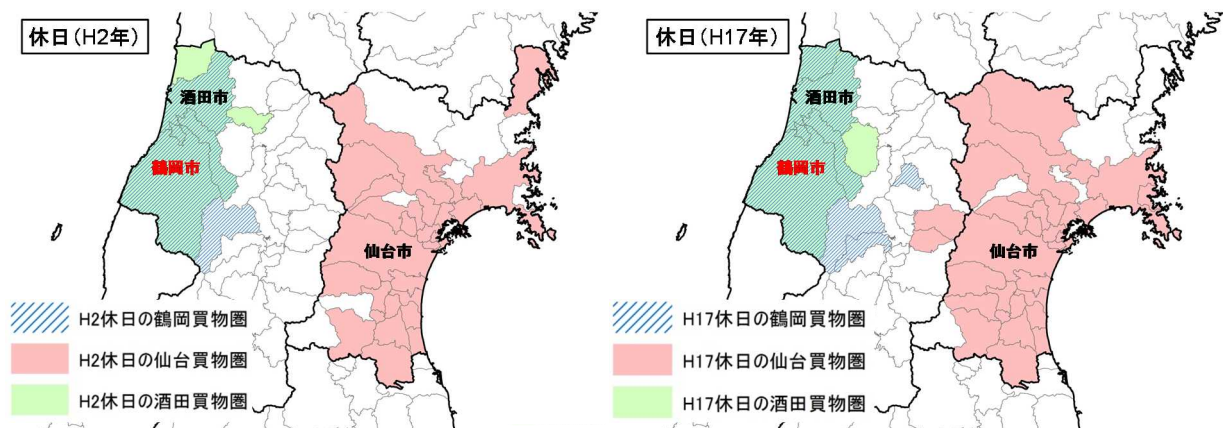 休日(H2年)
酒田市
鶴岡市
仙台市
H2休日の鶴岡買物圏
H2休日の仙台買物圏
H2休日の酒田買物圏
休日(H17年)
酒田市
鶴岡市
仙台市
H17休日の鶴岡買物圏
H17休日の仙台買物圏
H17休日の酒田買物圏